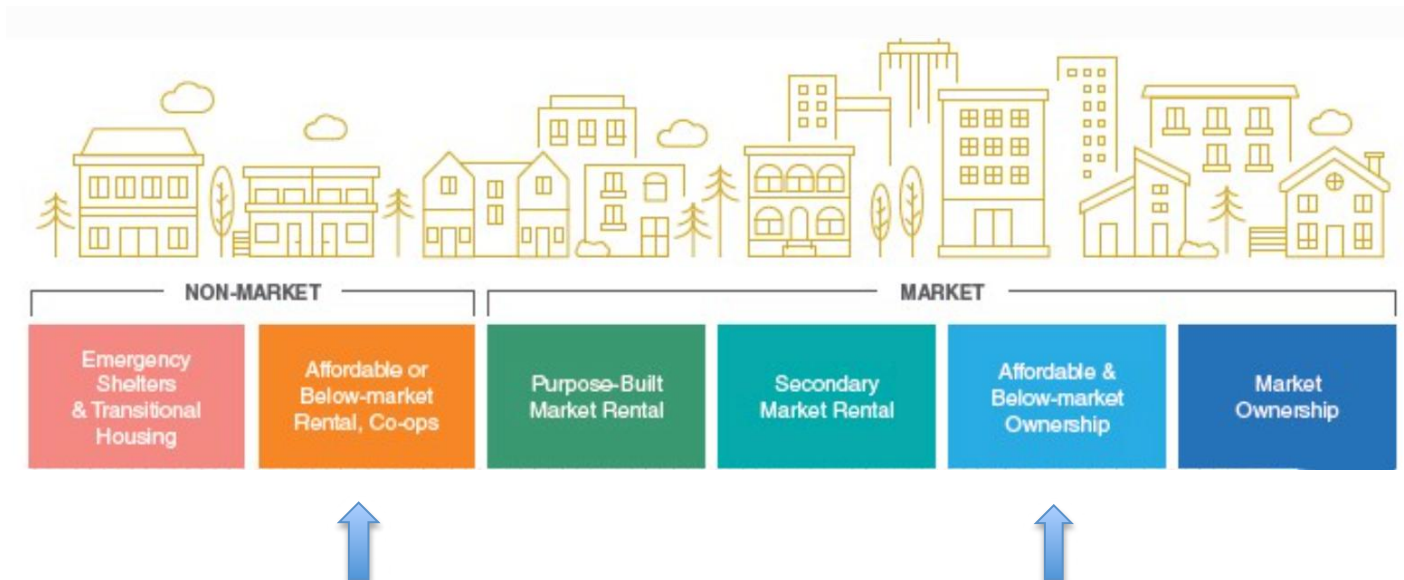 NON-MARKET
MARKET
Emergency
Shelters
& Transitional
Housing
Affordable or
Below-market
Rental, Co-ops
Purpose-Built
Market Rental
Secondary
Market Rental
Affordable &
Below-market
Ownership
Market
Ownership